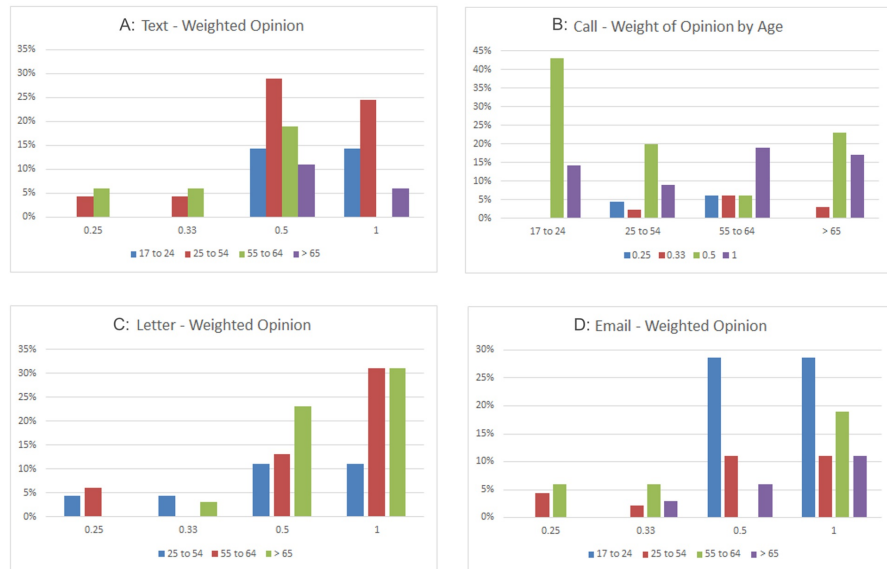 A: Text - Weighted Opinion
35%
30%
25%
20%
15%
10%
5%
0%
0.25 0.33 0.5 1
17 to 24 25 to 54 55 to 64 > 65
B: Call - Weight of Opinion by Age
45%
40%
35%
30%
25%
20%
15%
10%
5%
0%
17 to 24 25 to 54 55 to 64 > 65
0.25 0.33 0.5 1
C: Letter - Weighted Opinion
35%
30%
25%
20%
15%
10%
5%
0%
0.25 0.33 0.5 1
25 to 54 55 to 64 > 65
D: Email - Weighted Opinion
30%
25%
20%
15%
10%
5%
0%
0.25 0.33 0.5 1
17 to 24 25 to 54 55 to 64 > 65